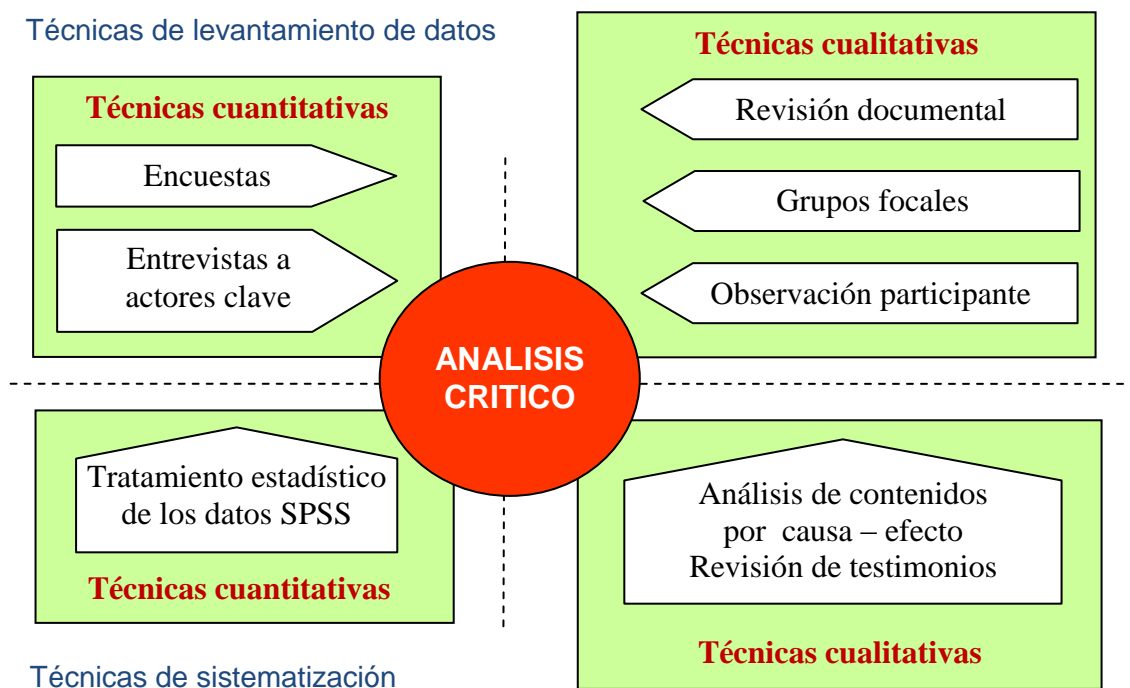 Técnicas de levantamiento de datos
Técnicas cuantitativas
Encuestas
Entrevistas a
actores clave
Técnicas cualitativas
Revisión documental
Grupos focales
Observación participante
ANALISIS
CRITICO
Tratamiento estadístico
de los datos SPSS
Técnicas cuantitativas
Análisis de contenidos
por causa – efecto
Revisión de testimonios
Técnicas cualitativas
Técnicas de sistematización